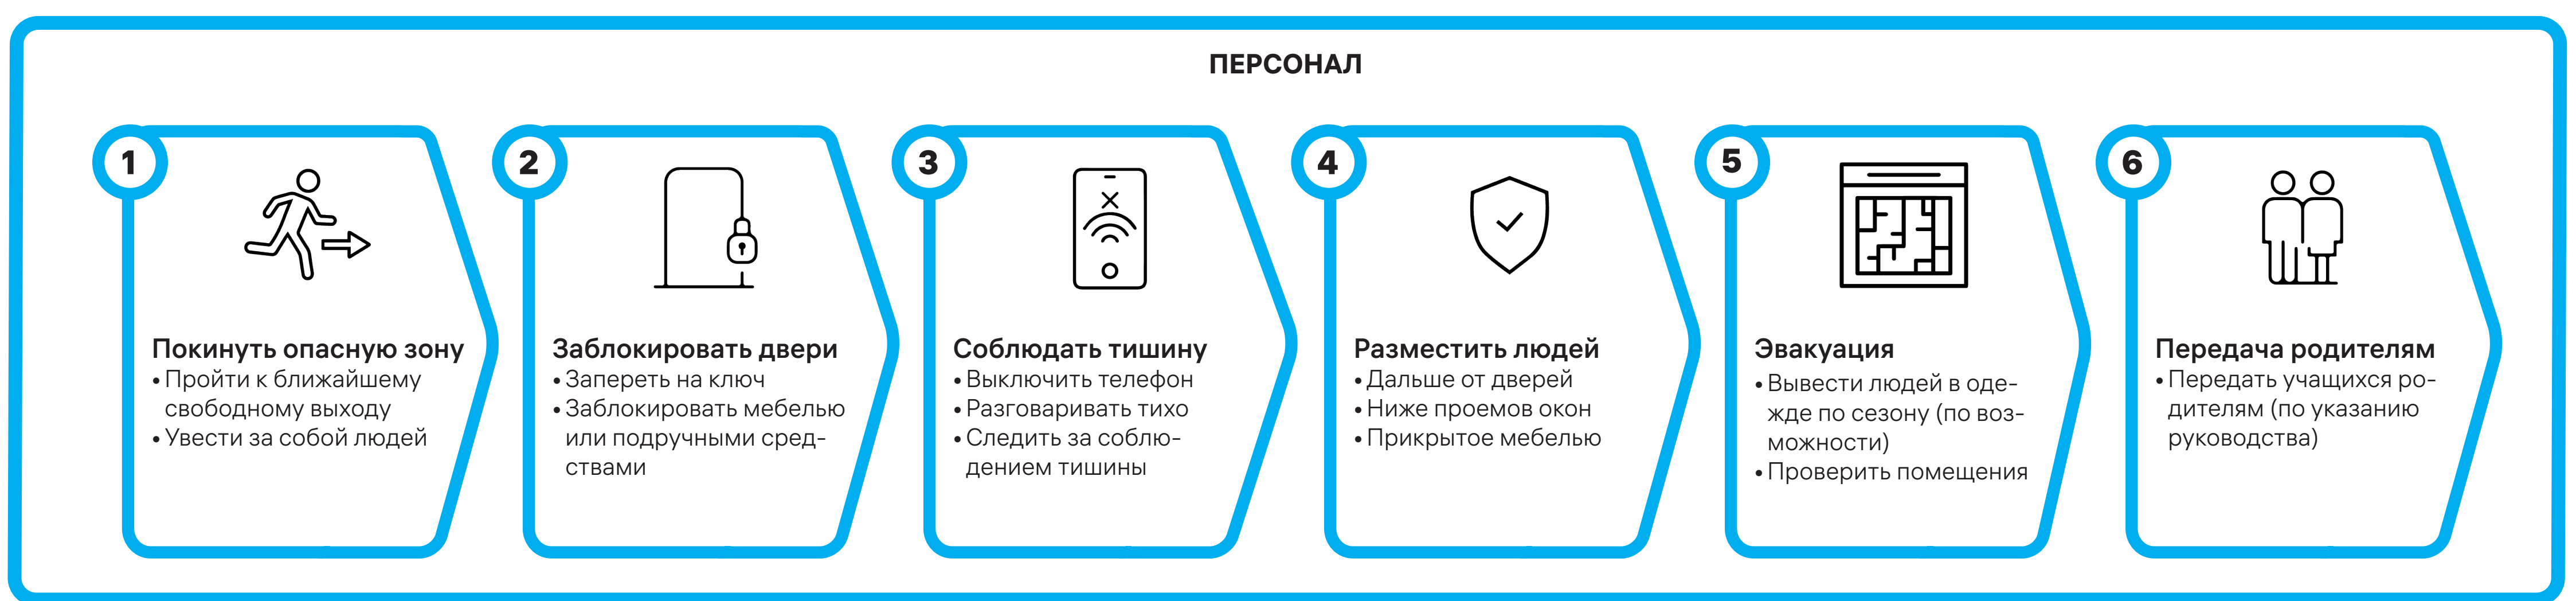 ПЕРСОНАЛ
1
Покинуть опасную зону
• Пройти к ближайшему
свободному выходу
• Увести за собой людей
2
Заблокировать двери
• Запереть на ключ
• Заблокировать мебелью
или подручными сред-
ствами
3
Соблюдать тишину
• Выключить телефон
• Разговаривать тихо
• Следить за соблю-
дением тишины
4
Разместить людей
• Дальше от дверей
• Ниже проемов окон
• Прикрытое мебелью
5
Эвакуация
• Вывести людей в оде-
жде по сезону (по воз-
можности)
• Проверить помещения
6
Передача родителям
• Передать учащихся ро-
дителям (по указанию
руководства)